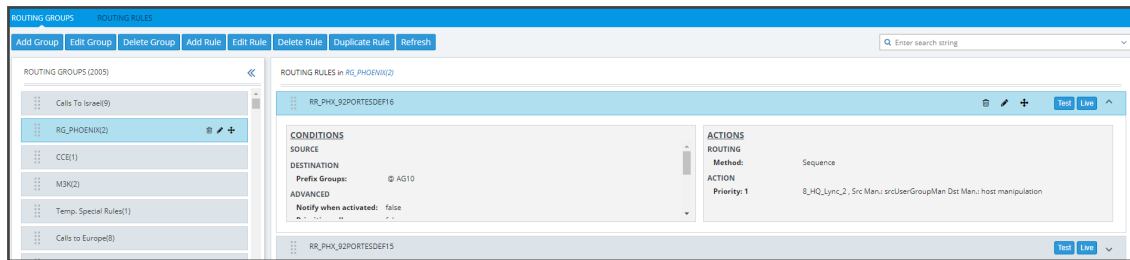 ROUTING GROUPS ROUTING RULES
Add Group Edit Group Delete Group Add Rule Edit Rule Delete Rule Duplicate Rule Refresh Enter search string
ROUTING GROUPS (2005)
Calls To Israel(9)
RG_PHOENIX(2)
CCE(1)
M3K(2)
Temp. Special Rules(1)
Calls to Europe(8)
ROUTING RULES in RG_PHOENIX(2)
RR_PHX_92PORTESDEF16 Test Live
CONDITIONS
SOURCE
DESTINATION
Prefix Groups: @ AG10
ADVANCED
Notify when activated: false
ACTIONS
ROUTING
Method: Sequence
ACTION
Priority: 1 8_HQ_Lync_2 , Src Man.: srcUserGroupMan Dst Man.: host manipulation
RR_PHX_92PORTESDEF15 Test Live